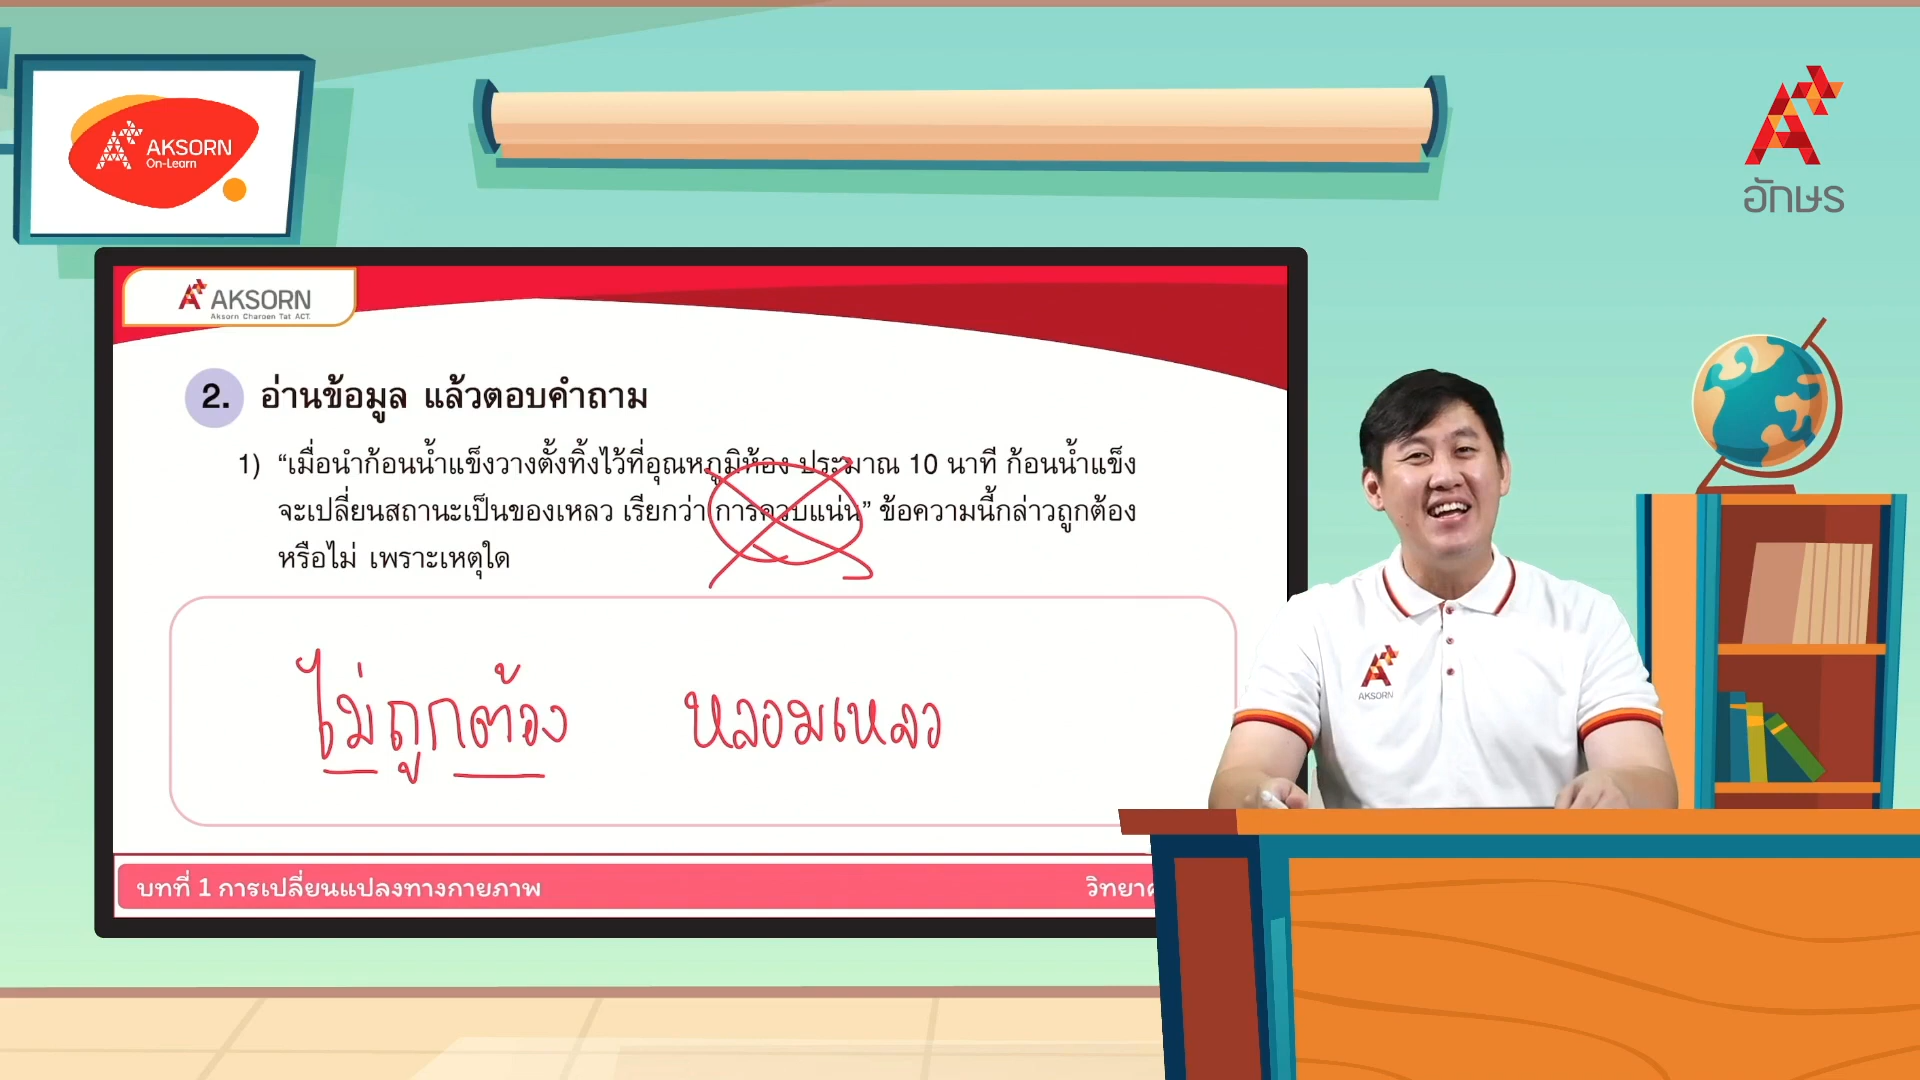 AKSORN
On-Learn
อักษร
AKSORN
Aksorn Charoen Tat ACT.
2. อ่านข้อมูล แล้วตอบคำถาม
1) “เมื่อนำก้อนน้ำแข็งวางตั้งทิ้งไว้ที่อุณหภูมิห้อง ประมาณ 10 นาที ก้อนน้ำแข็ง
จะเปลี่ยนสถานะเป็นของเหลว เรียกว่า การควบแน่น” ข้อความนี้กล่าวถูกต้อง
หรือไม่ เพราะเหตุใด
ไม่ถูกต้อง หลอมเหลว
AKSORN
บทที่ 1 การเปลี่ยนแปลงทางกายภาพ